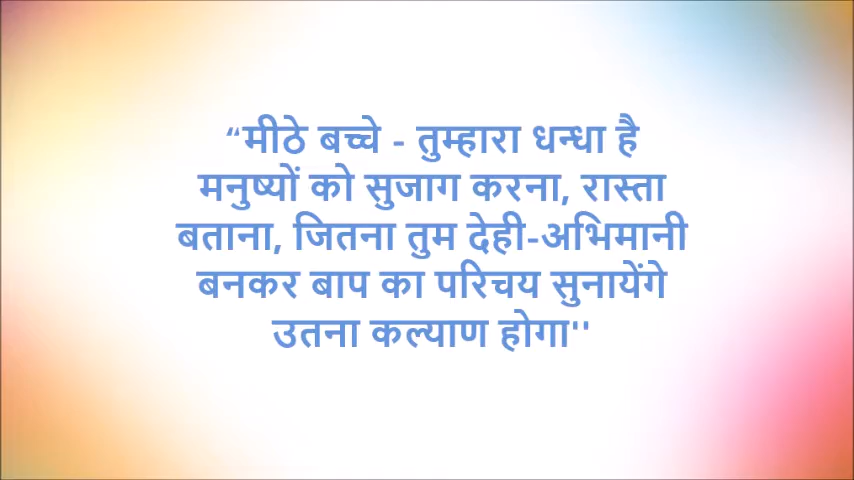 “मीठे बच्चे - तुम्हारा धन्धा है
मनुष्यों को सुजाग करना, रास्ता
बताना, जितना तुम देही-अभिमानी
बनकर बाप का परिचय सुनायेंगे
उतना कल्याण होगा''